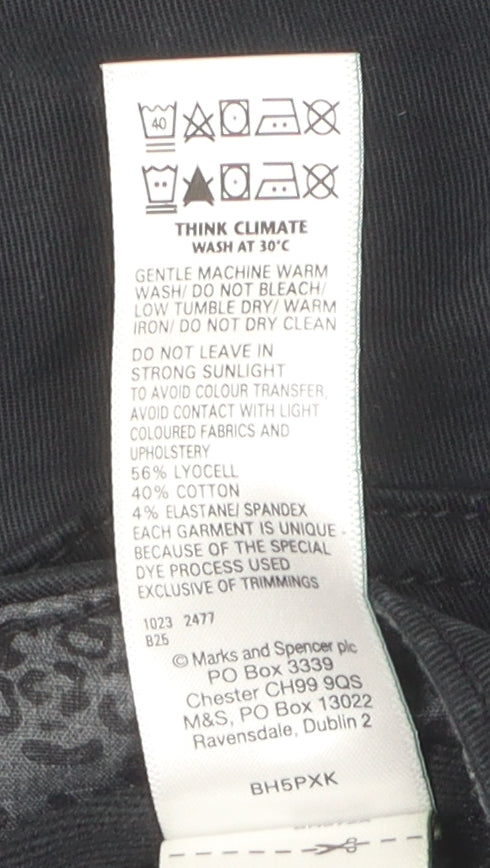 40
THINK CLIMATE
WASH AT 30°C
GENTLE MACHINE WARM
WASH/ DO NOT BLEACH/
LOW TUMBLE DRY/ WARM
IRON/ DO NOT DRY CLEAN
DO NOT LEAVE IN
STRONG SUNLIGHT
TO AVOID COLOUR TRANSFER,
AVOID CONTACT WITH LIGHT
COLOURED FABRICS AND
UPHOLSTERY
56% LYOCELL
40% COTTON
4% ELASTANE/ SPANDEX
EACH GARMENT IS UNIQUE -
BECAUSE OF THE SPECIAL
DYE PROCESS USED
EXCLUSIVE OF TRIMMINGS
1023 2477
B25
© Marks and Spencer plc
PO Box 3339
Chester CH99 9QS
M&S, PO Box 13022
Ravensdale, Dublin 2
BH5PXK